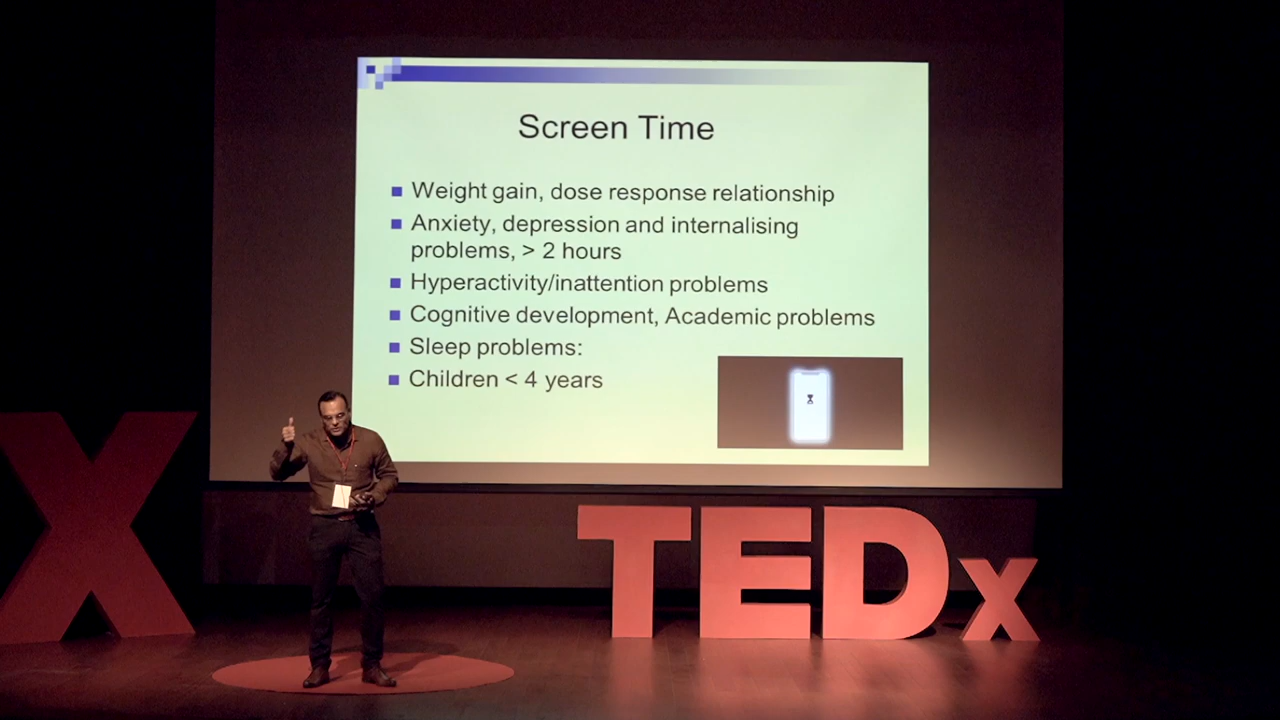 Screen Time
Weight gain, dose response relationship
Anxiety, depression and internalising
problems, > 2 hours
Hyperactivity/inattention problems
Cognitive development, Academic problems
Sleep problems:
Children < 4 years
X
TEDx